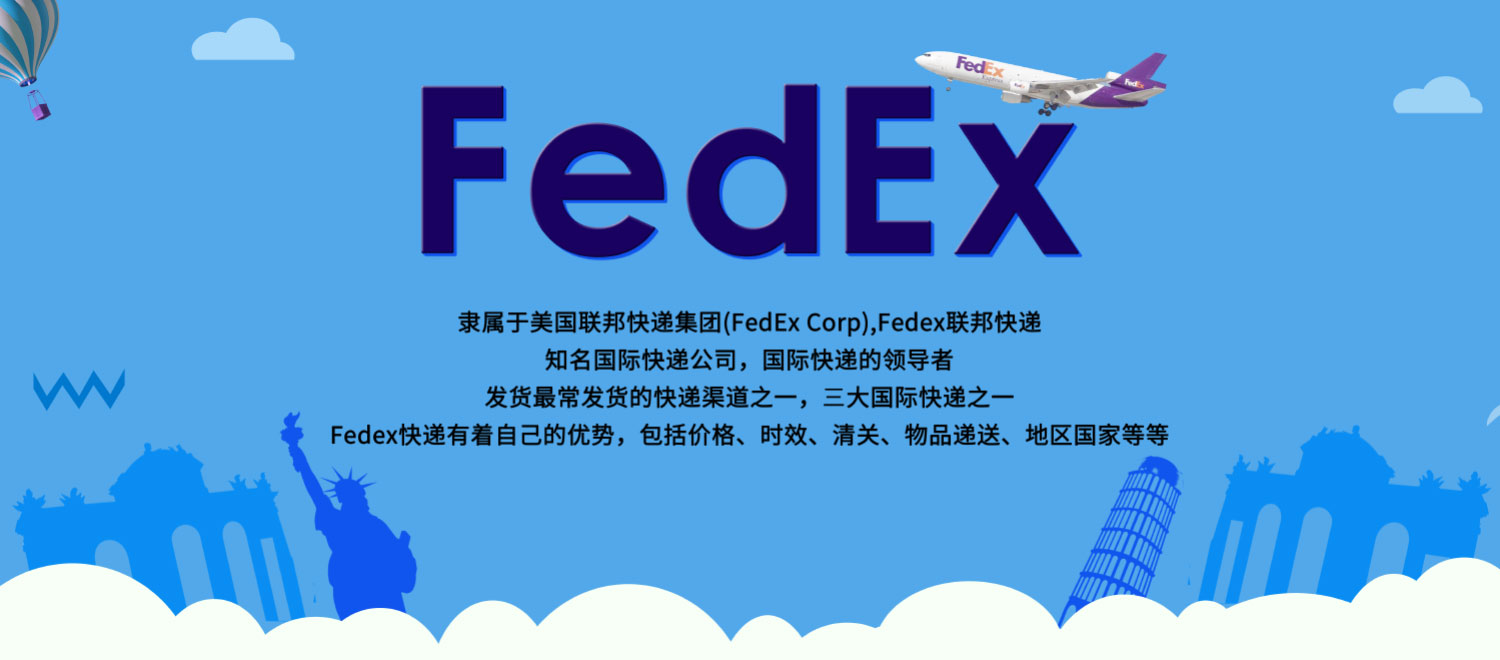 FedEx
Express
FedEx
FedEx
FedEx
隶属于美国联邦快递集团(FedEx Corp),Fedex联邦快递
知名国际快递公司，国际快递的领导者
发货最常发货的快递渠道之一，三大国际快递之一
Fedex快递有着自己的优势，包括价格、时效、清关、物品递送、地区国家等等